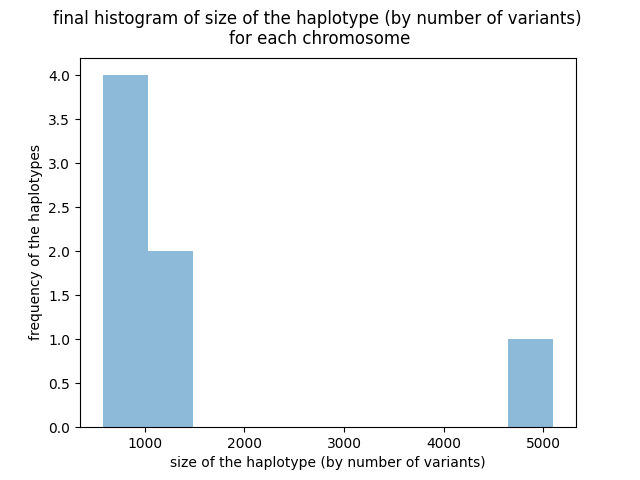 final histogram of size of the haplotype (by number of variants)
for each chromosome
4.0
3.5
3.0
2.5
2.0
1.5
1.0
0.5
0.0
frequency of the haplotypes
1000 2000 3000 4000 5000
size of the haplotype (by number of variants)